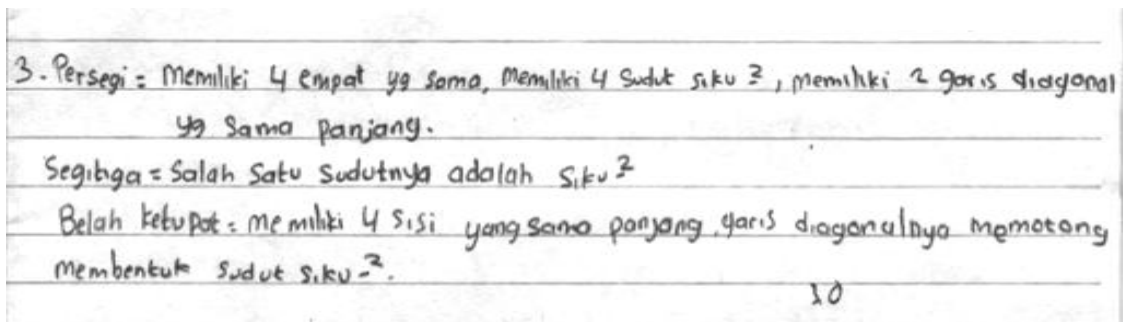 3. Persegi = Memiliki 4 empat yg sama, Memiliki 4 Sudut siku ², memiliki 2 garis diagonal
yg Sama panjang.
Segitiga = Salah Satu Sudutnya adalah Siku ²
Belah ketupat = memiliki 4 sisi yang sama panjang, garis diagonalnya memotong
membentuk sudut siku-².
10